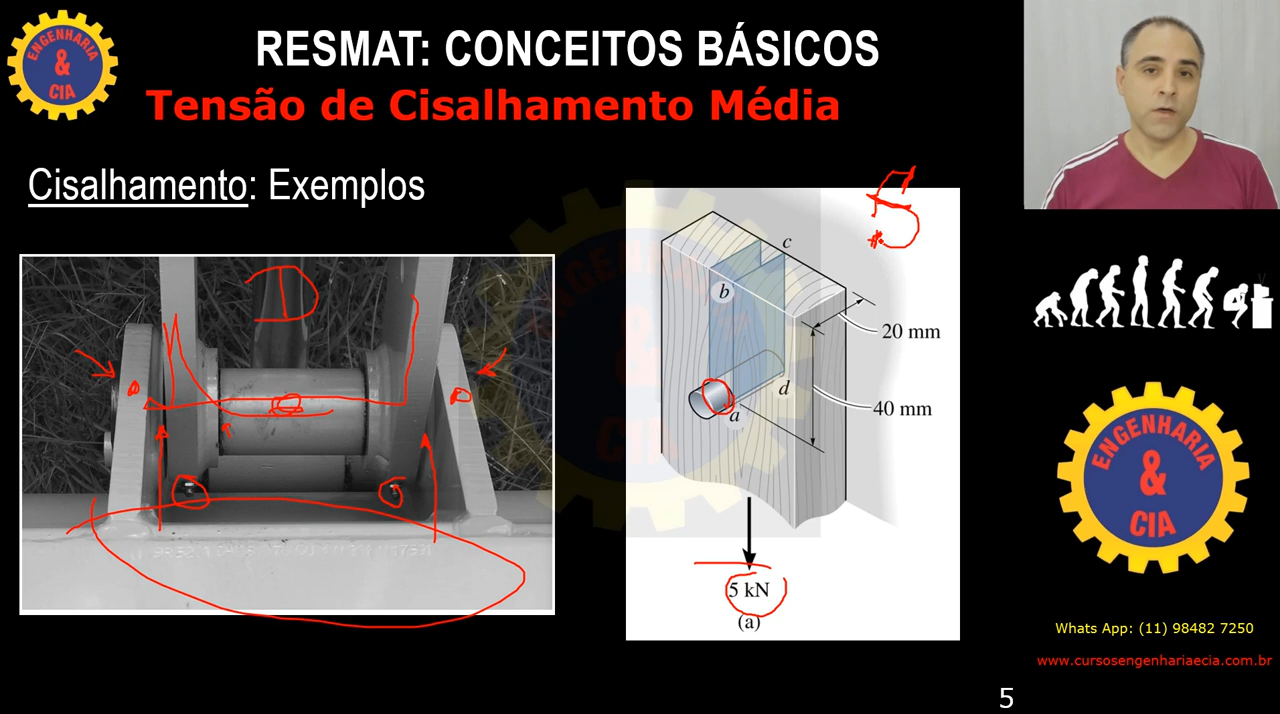 ENGENHARIA
&
CIA
RESMAT: CONCEITOS BÁSICOS
Tensão de Cisalhamento Média
Cisalhamento: Exemplos
D
5
c
b
20 mm
d
40 mm
a
5 kN
(a)
ENGENHARIA
&
CIA
Whats App: (11) 98482 7250
www.cursosengenhariaecia.com.br
5